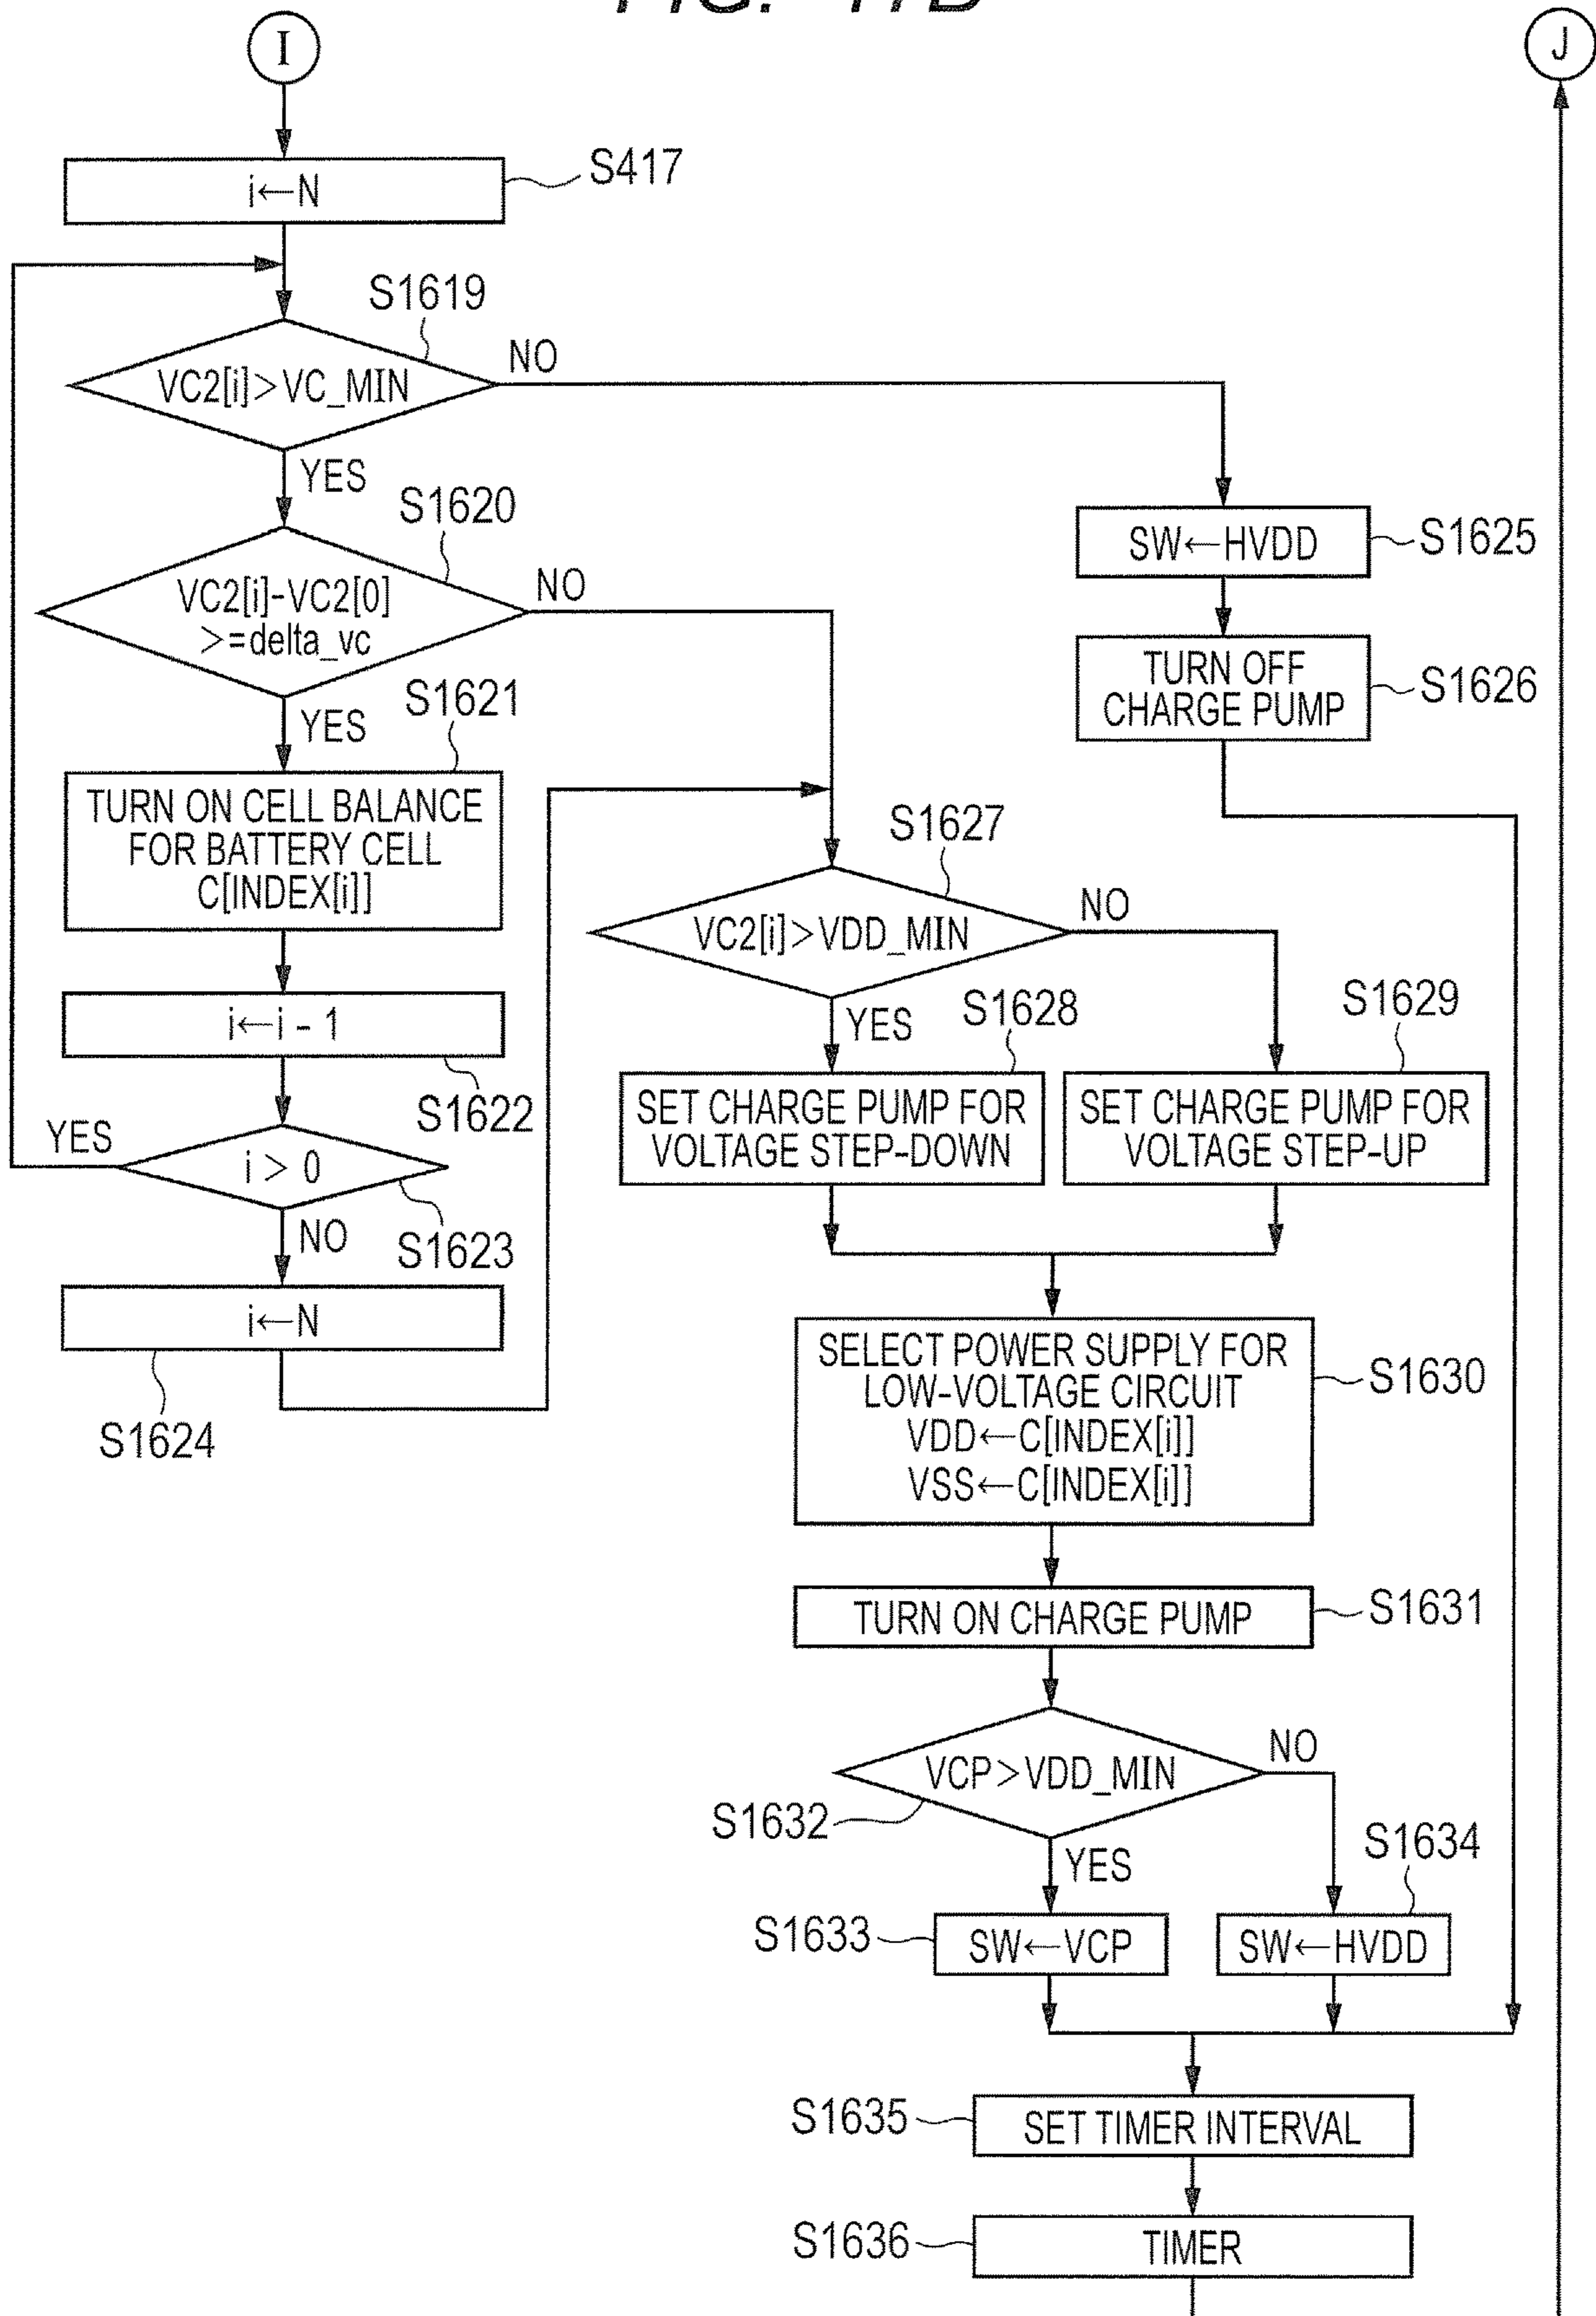 I
J
i←N
S417
S1619
VC2[i]>VC_MIN
NO
YES
S1620
VC2[i]-VC2[0]
>=delta_vc
NO
YES
S1625
SW←HVDD
S1626
TURN OFF
CHARGE PUMP
S1621
TURN ON CELL BALANCE
FOR BATTERY CELL
C[INDEX[i]]
i←i - 1
S1622
YES
i > 0
S1623
NO
i←N
S1624
S1627
VC2[i]>VDD_MIN
NO
YES
S1628
S1629
SET CHARGE PUMP FOR
VOLTAGE STEP-DOWN
SET CHARGE PUMP FOR
VOLTAGE STEP-UP
SELECT POWER SUPPLY FOR
LOW-VOLTAGE CIRCUIT
VDD←C[INDEX[i]]
VSS←C[INDEX[i]]
S1630
TURN ON CHARGE PUMP
S1631
VCP>VDD_MIN
NO
S1632
YES
S1634
S1633
SW←VCP
SW←HVDD
S1635
SET TIMER INTERVAL
S1636
TIMER